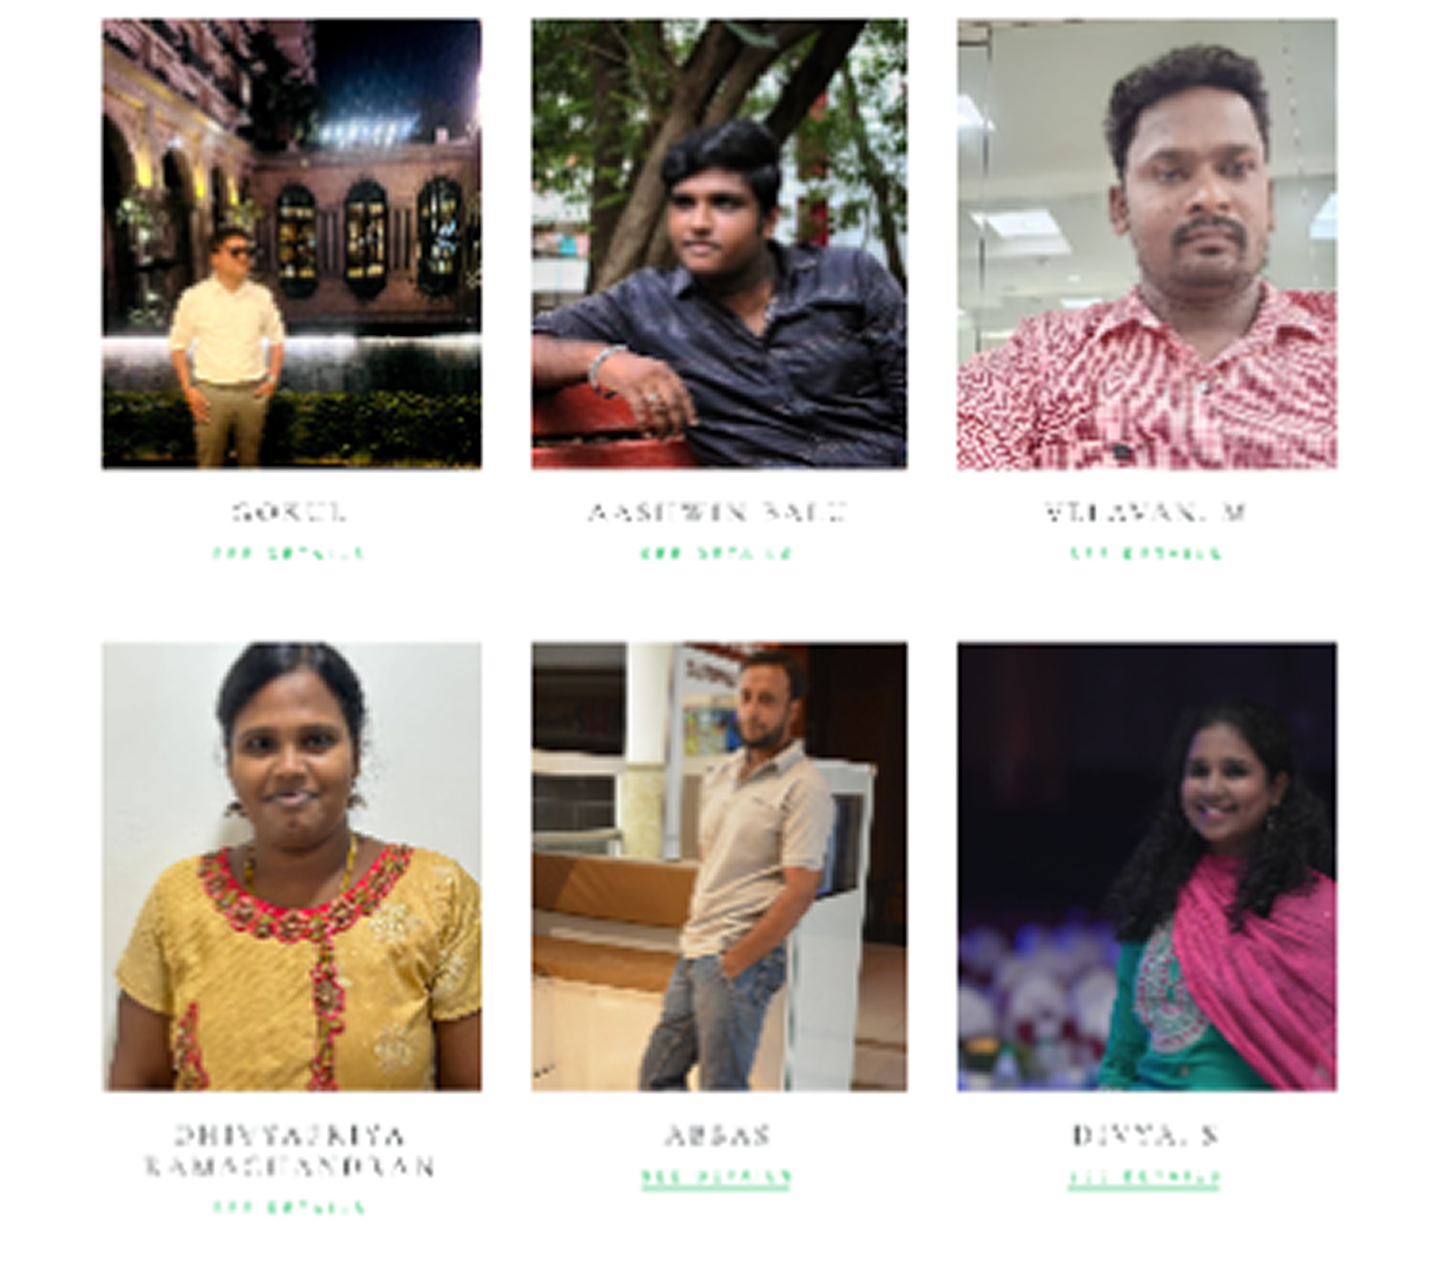 GOKUL
AASHWIN BALU
VELAVAN. M
SEE DETAILS
SEE DETAILS
SEE DETAILS
DHIVYAPRIYA
RAMACHANDRAN
ABBAS
DIVYA. S
SEE DETAILS
SEE DETAILS
SEE DETAILS